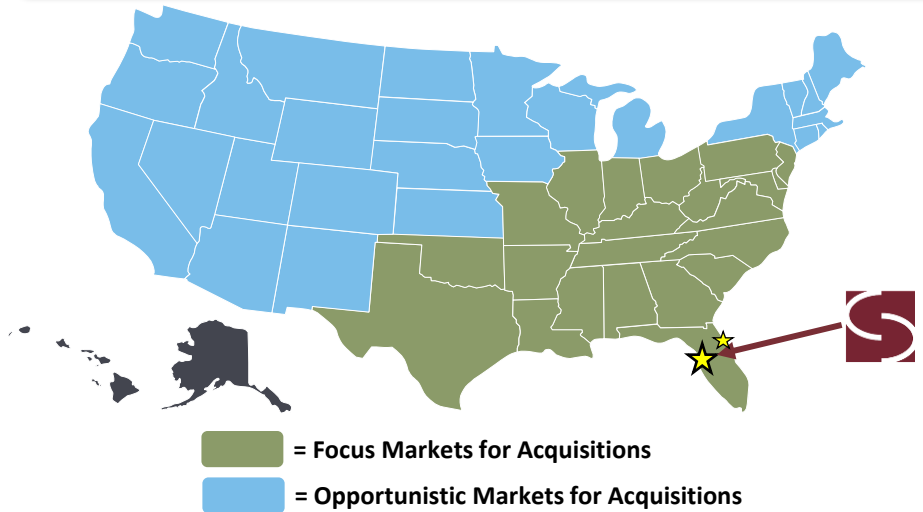 = Focus Markets for Acquisitions
= Opportunistic Markets for Acquisitions